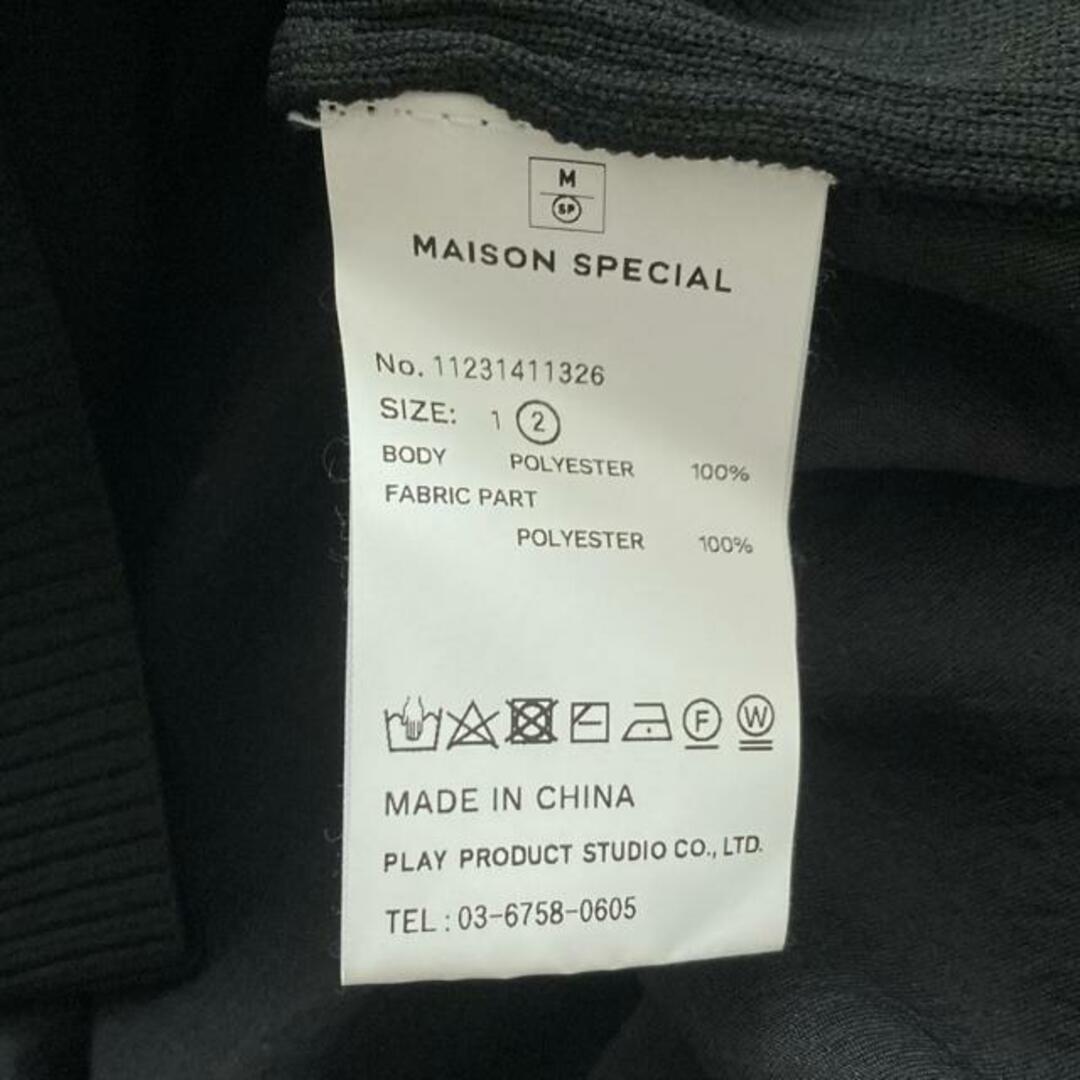 M
SP
MAISON SPECIAL
No. 11231411326
SIZE: 1 2
BODY POLYESTER 100%
FABRIC PART
POLYESTER 100%
F W
MADE IN CHINA
PLAY PRODUCT STUDIO CO., LTD.
TEL : 03-6758-0605